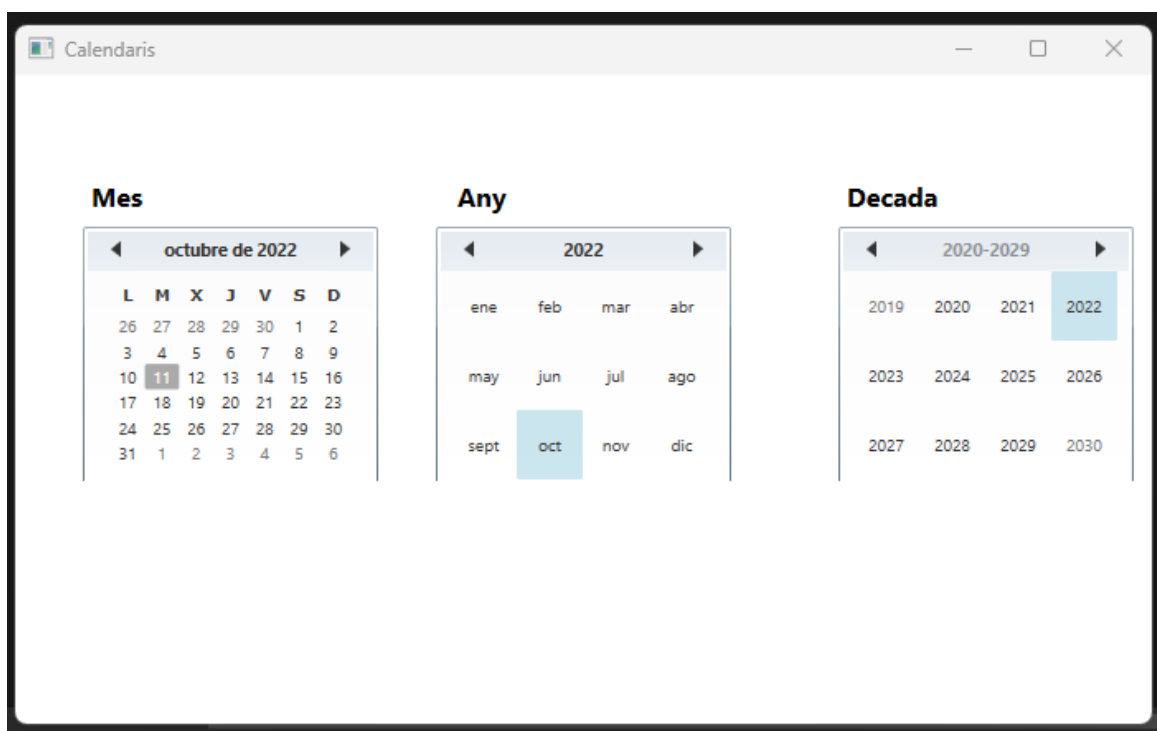 Calendaris
Mes
octubre de 2022
L M X J V S D
26 27 28 29 30 1 2
3 4 5 6 7 8 9
10 11 12 13 14 15 16
17 18 19 20 21 22 23
24 25 26 27 28 29 30
31 1 2 3 4 5 6
Any
2022
ene feb mar abr
may jun jul ago
sept oct nov dic
Decada
2020-2029
2019 2020 2021 2022
2023 2024 2025 2026
2027 2028 2029 2030